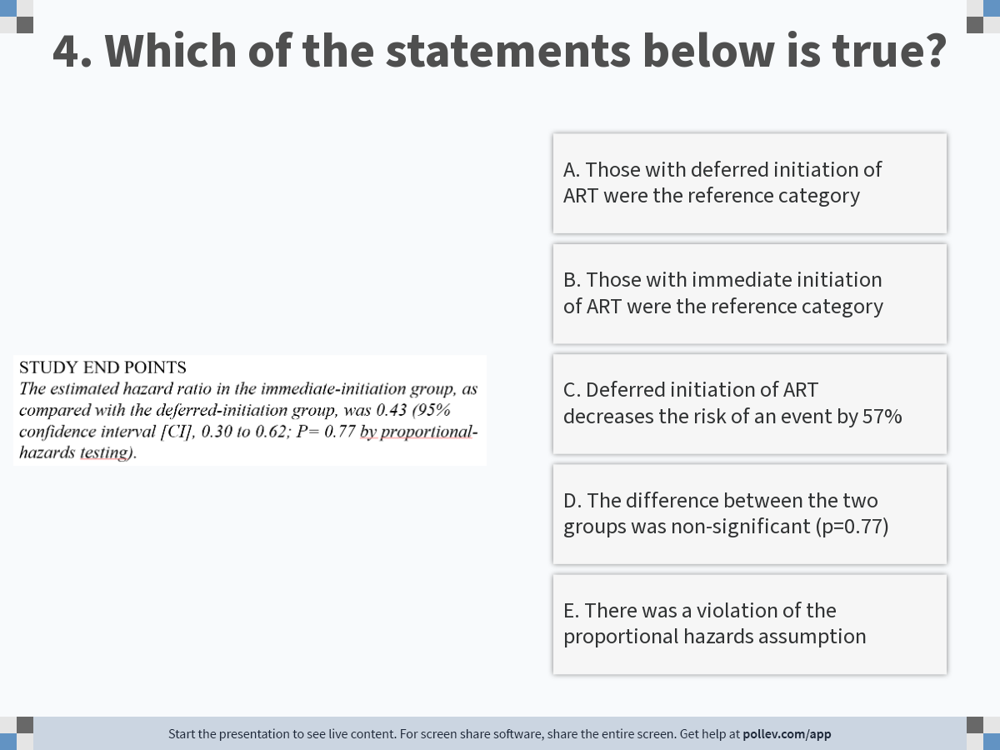 4. Which of the statements below is true?
STUDY END POINTS
The estimated hazard ratio in the immediate-initiation group, as
compared with the deferred-initiation group, was 0.43 (95%
confidence interval [CI], 0.30 to 0.62; P= 0.77 by proportional-
hazards testing).
A. Those with deferred initiation of
ART were the reference category
B. Those with immediate initiation
of ART were the reference category
C. Deferred initiation of ART
decreases the risk of an event by 57%
D. The difference between the two
groups was non-significant (p=0.77)
E. There was a violation of the
proportional hazards assumption
Start the presentation to see live content. For screen share software, share the entire screen. Get help at pollev.com/app